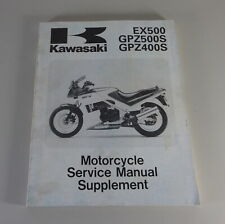 Kawasaki
EX500
GPZ500S
GPZ400S
Motorcycle
Service Manual
Supplement